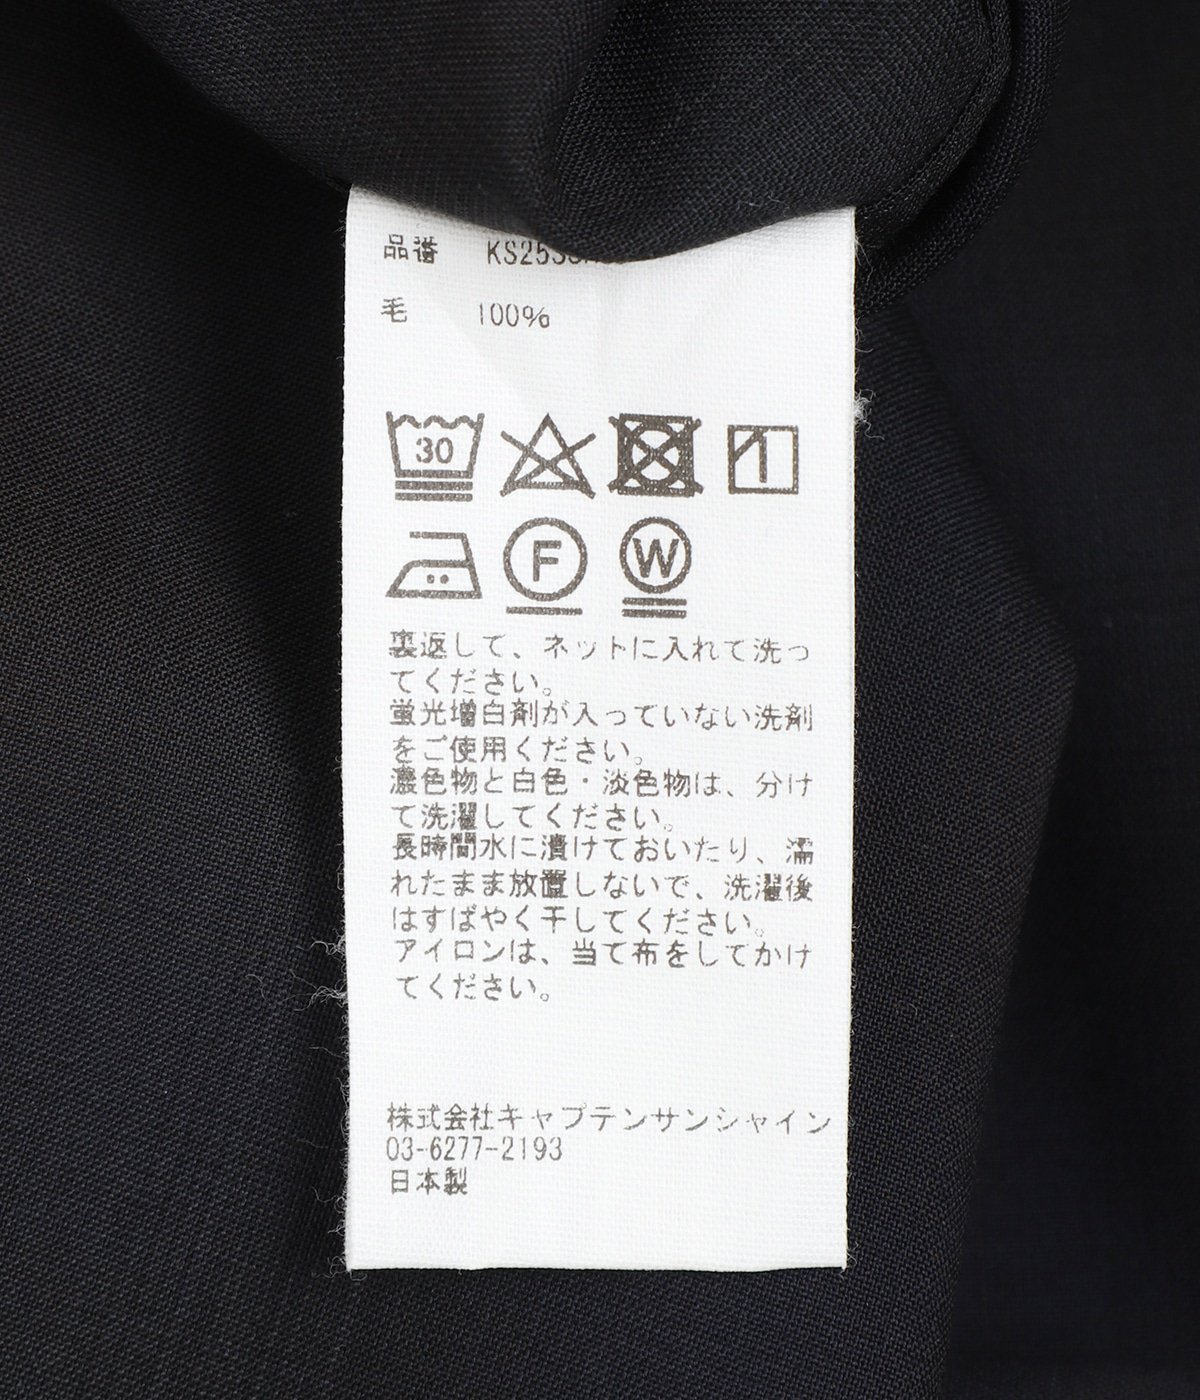 品番 KS25S
毛 100%
30
F W
裏返して、ネットに入れて洗っ
てください。
蛍光増白剤が入っていない洗剤
をご使用ください。
濃色物と白色・淡色物は、分け
て洗濯してください。
長時間水に漬けておいたり、濡
れたまま放置しないで、洗濯後
はすばやく干してください。
アイロンは、当て布をしてかけ
てください。
株式会社キャプテンサンシャイン
03-6277-2193
日本製